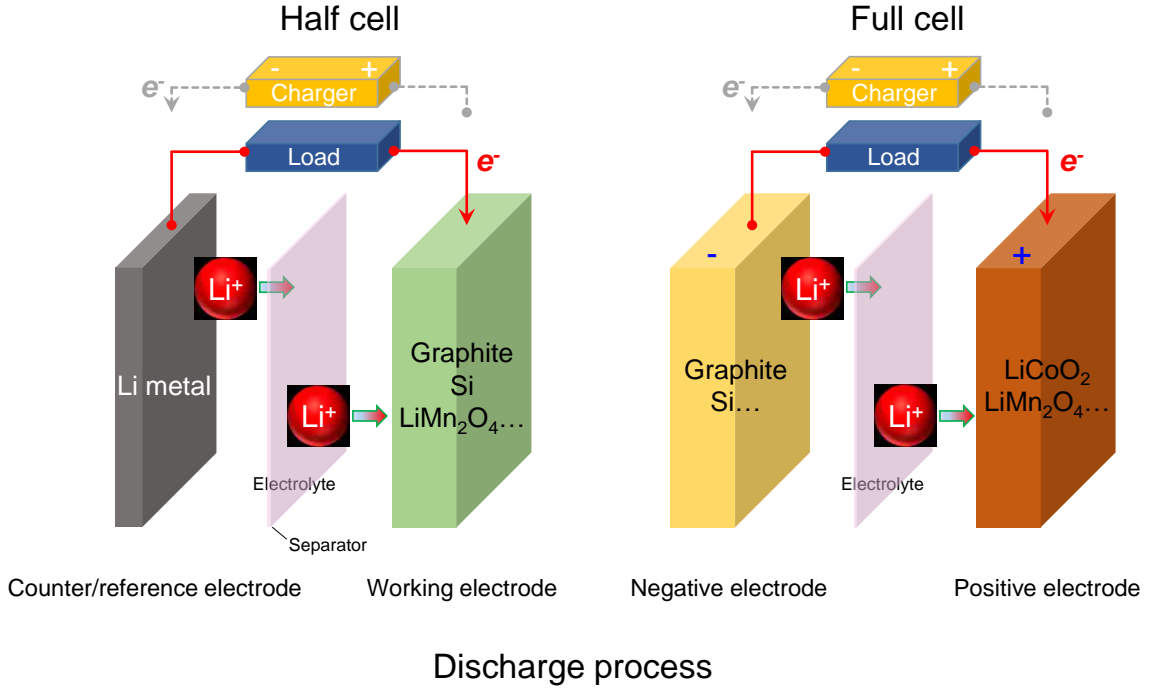 Half cell
e-
- +
Charger
Load
e-
Li+
Li metal
Graphite
Si
LiMn2O4…
Li+
Electrolyte
Separator
Counter/reference electrode
Working electrode
Full cell
e-
- +
Charger
Load
e-
-
+
Li+
Graphite
Si…
LiCoO2
LiMn2O4…
Li+
Electrolyte
Negative electrode
Positive electrode
Discharge process